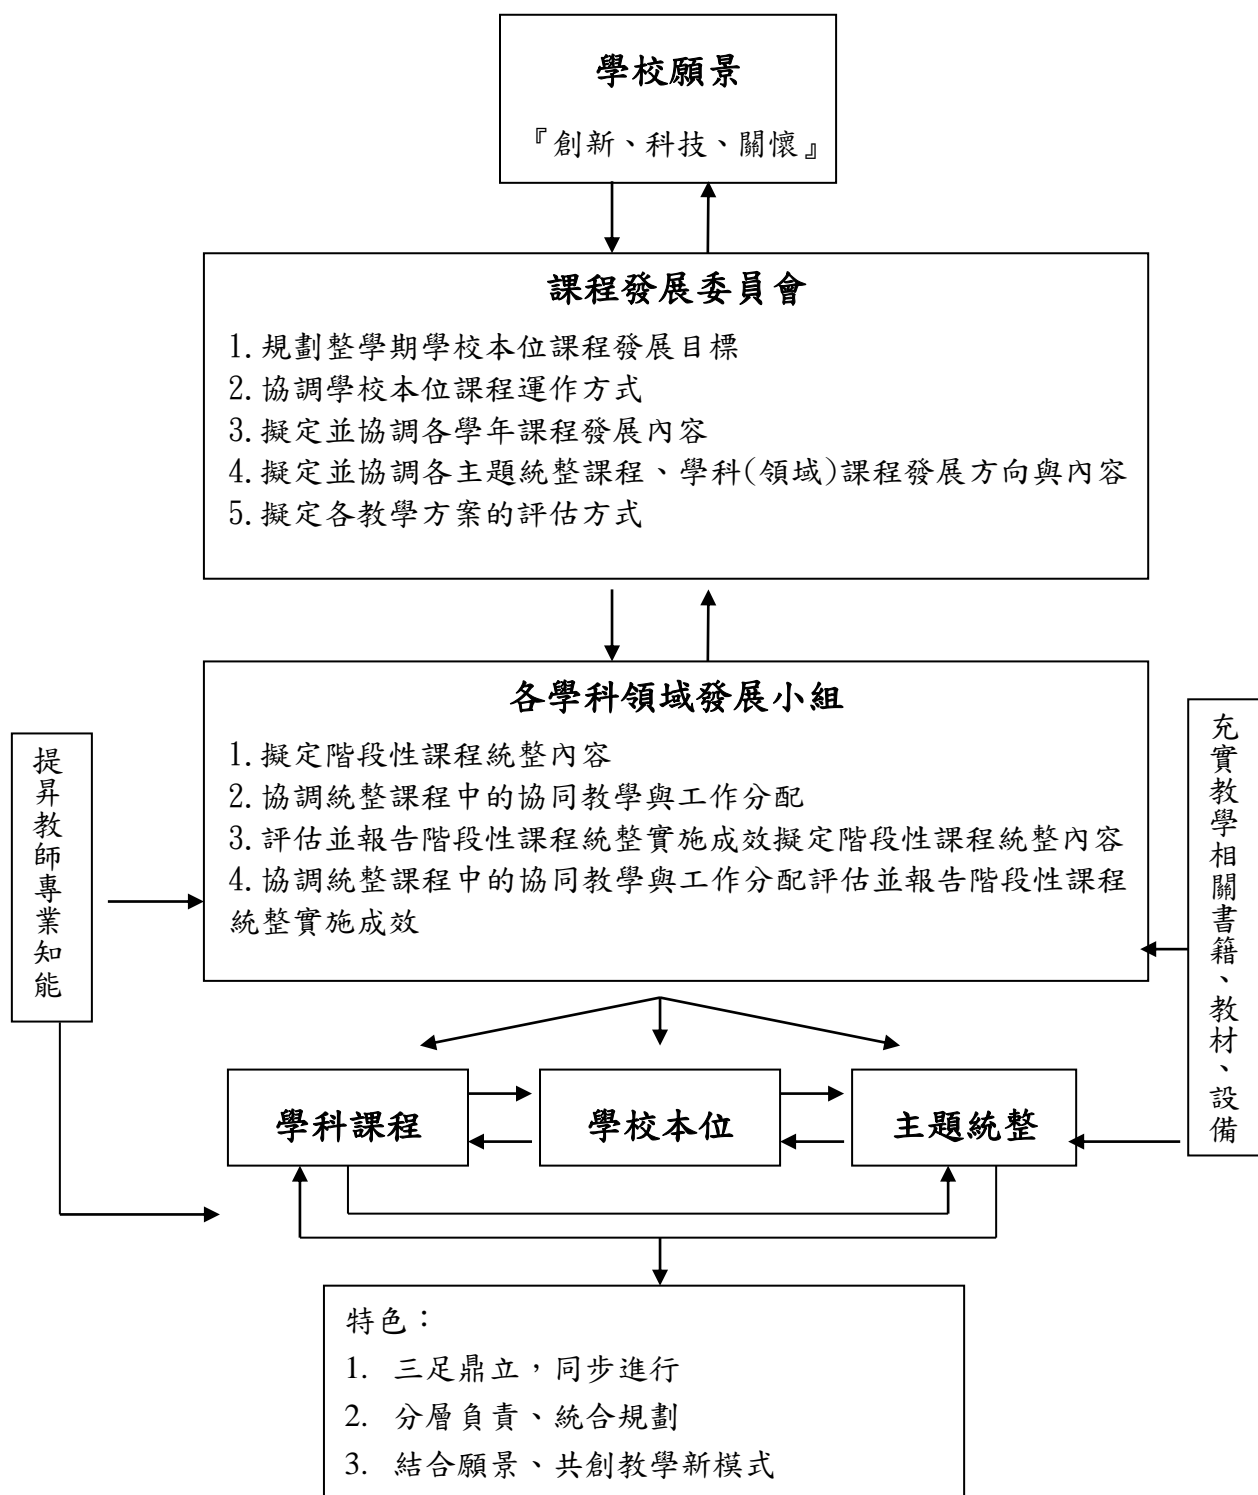 學校願景
『創新、科技、關懷』
課程發展委員會
1.規劃整學期學校本位課程發展目標
2.協調學校本位課程運作方式
3.擬定並協調各學年課程發展內容
4.擬定並協調各主題統整課程、學科(領域)課程發展方向與內容
5.擬定各教學方案的評估方式
各學科領域發展小組
1.擬定階段性課程統整內容
2.協調統整課程中的協同教學與工作分配
3.評估並報告階段性課程統整實施成效擬定階段性課程統整內容
4.協調統整課程中的協同教學與工作分配評估並報告階段性課程
統整實施成效
提昇教師專業知能
充實教學相關書籍、教材、設備
學科課程
學校本位
主題統整
特色：
1. 三足鼎立，同步進行
2. 分層負責、統合規劃
3. 結合願景、共創教學新模式